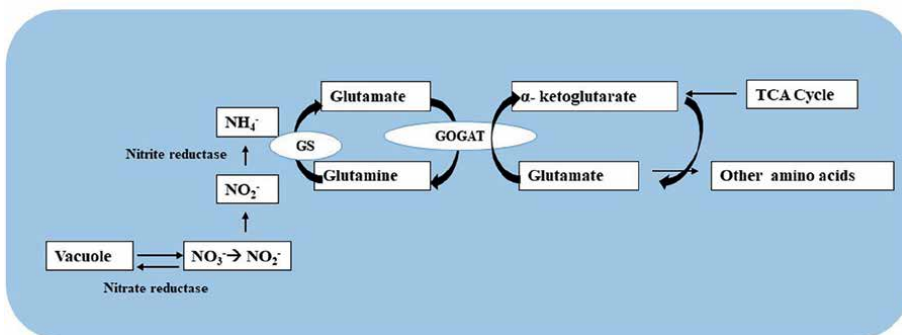 Glutamate
α- ketoglutarate
TCA Cycle
NH₄⁻
GS
GOGAT
Nitrite reductase
Glutamine
Glutamate
Other amino acids
NO₂⁻
Vacuole
NO₃⁻→ NO₂⁻
Nitrate reductase